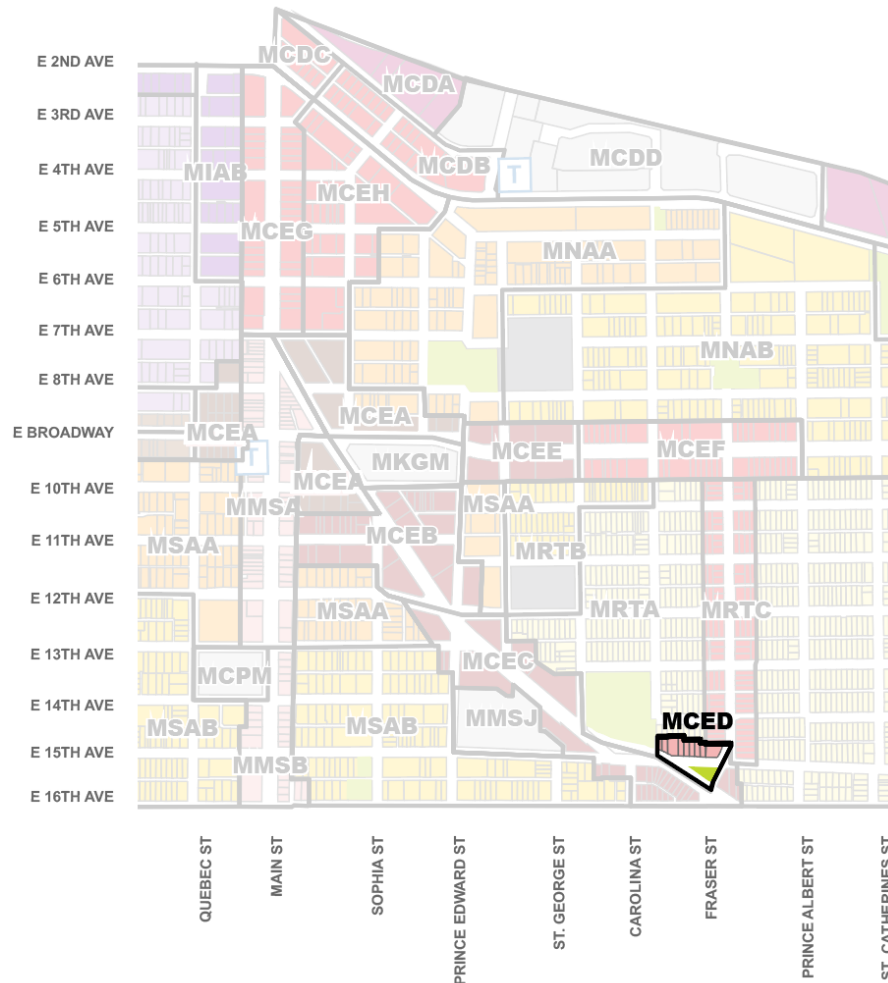 E 2ND AVE
MCDC
MCDA
E 3RD AVE
MCDB
MCDD
E 4TH AVE
MIAB
T
MCEH
E 5TH AVE
MCEG
MNAA
E 6TH AVE
E 7TH AVE
MNAB
E 8TH AVE
MCEA
E BROADWAY
MCEA
MCEE
MCEF
T
MKGM
E 10TH AVE
MCEA
MMSA
MSAA
MCEB
E 11TH AVE
MSAA
MRTB
E 12TH AVE
MSAA
MRTA
MRTC
E 13TH AVE
MCEC
MCPM
E 14TH AVE
MSAB
MSAB
MMSJ
MCED
E 15TH AVE
MMSB
E 16TH AVE
QUEBEC ST
MAIN ST
SOPHIA ST
PRINCE EDWARD ST
ST. GEORGE ST
CAROLINA ST
FRASER ST
PRINCE ALBERT ST
ST. CATHERINES ST